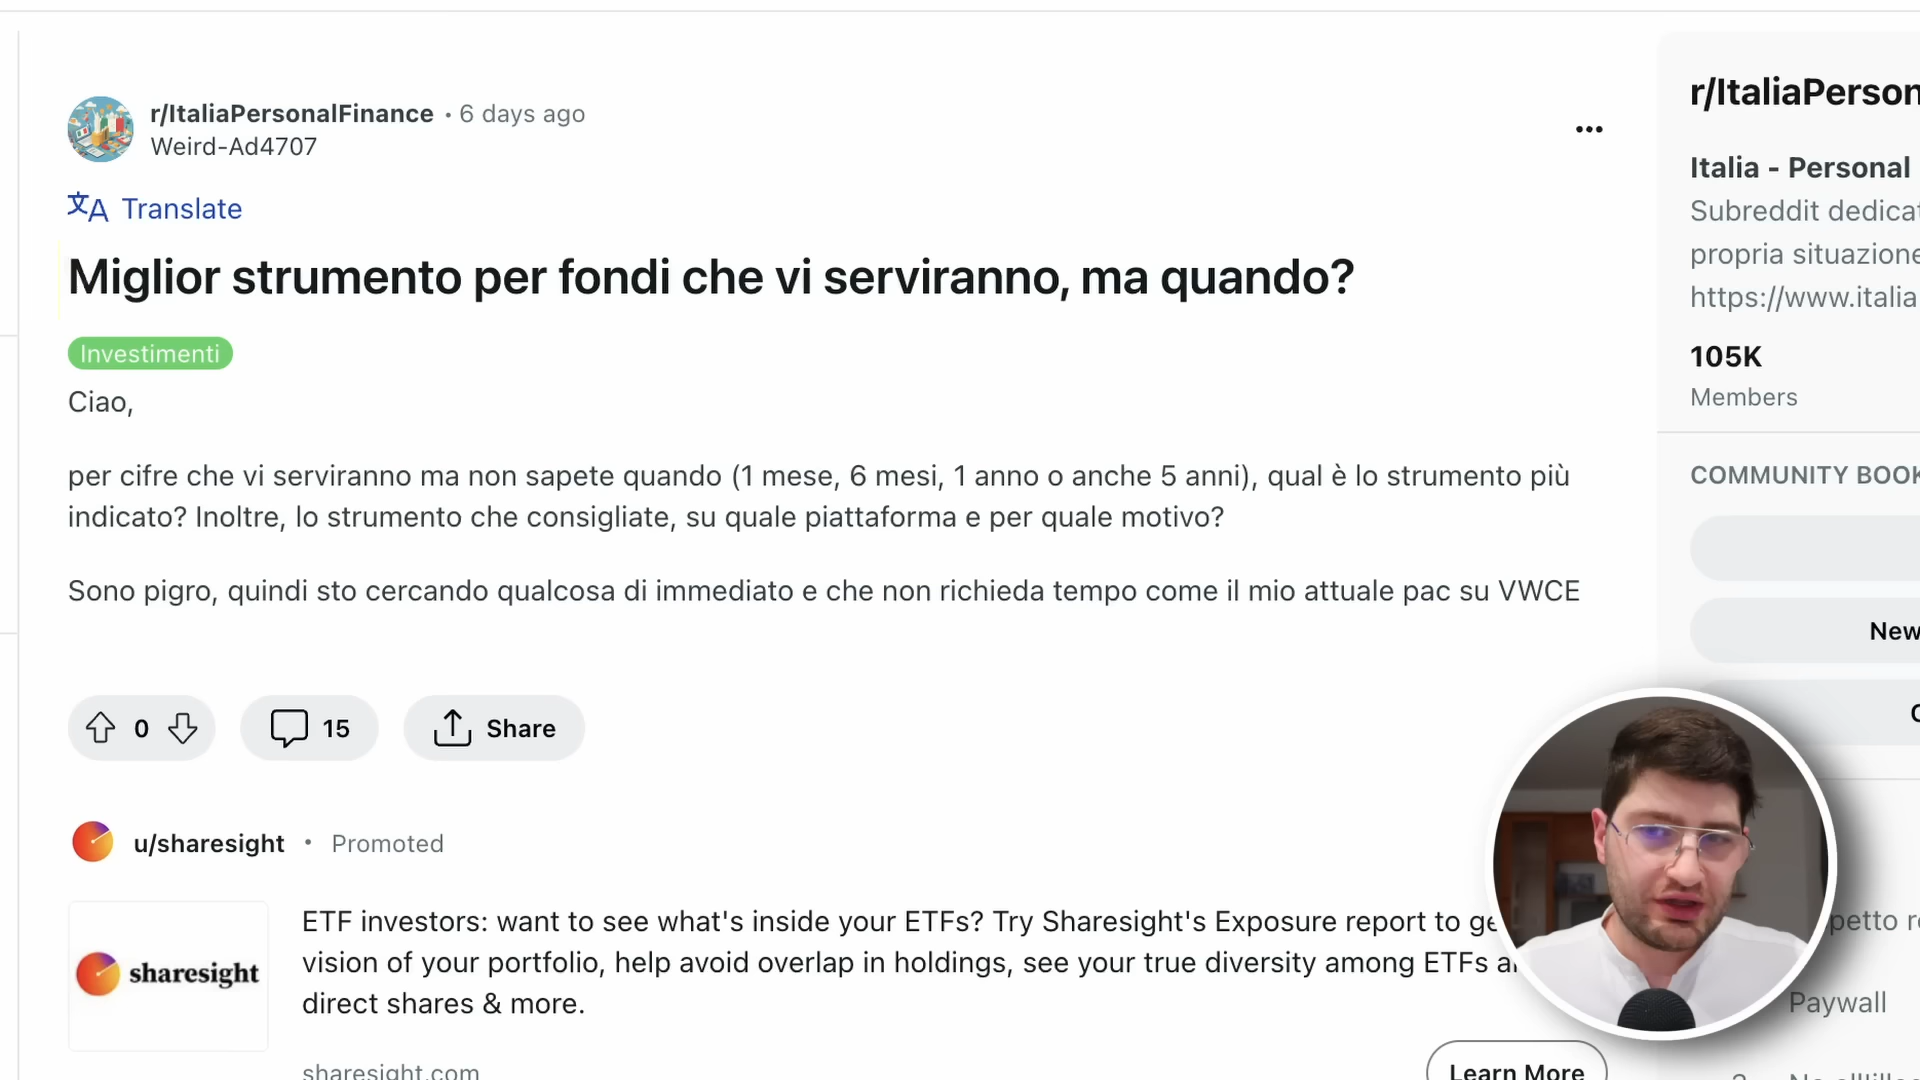 r/ItaliaPersonalFinance • 6 days ago
Weird-Ad4707
Translate
Miglior strumento per fondi che vi serviranno, ma quando?
Investimenti
Ciao,
per cifre che vi serviranno ma non sapete quando (1 mese, 6 mesi, 1 anno o anche 5 anni), qual è lo strumento più
indicato? Inoltre, lo strumento che consigliate, su quale piattaforma e per quale motivo?
Sono pigro, quindi sto cercando qualcosa di immediato e che non richieda tempo come il mio attuale pac su VWCE
0
15
Share
u/sharesight • Promoted
sharesight
ETF investors: want to see what's inside your ETFs? Try Sharesight's Exposure report to ge
vision of your portfolio, help avoid overlap in holdings, see your true diversity among ETFs a
direct shares & more.
sharesight.com
Learn More
r/ItaliaPerson
Italia - Personal
Subreddit dedicat
propria situazione
https://www.italia
105K
Members
COMMUNITY BOOK
New
petto r
Paywall